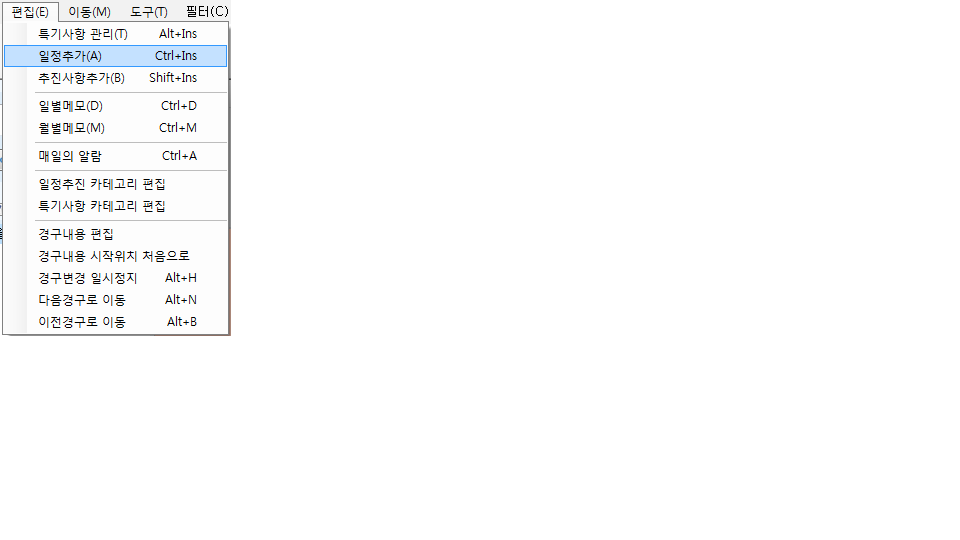 편집(E) 이동(M) 도구(T) 필터(C)
특기사항 관리(T) Alt+Ins
일정추가(A) Ctrl+Ins
추진사항추가(B) Shift+Ins
일별메모(D) Ctrl+D
월별메모(M) Ctrl+M
매일의 알람 Ctrl+A
일정추진 카테고리 편집
특기사항 카테고리 편집
경구내용 편집
경구내용 시작위치 처음으로
경구변경 일시정지 Alt+H
다음경구로 이동 Alt+N
이전경구로 이동 Alt+B